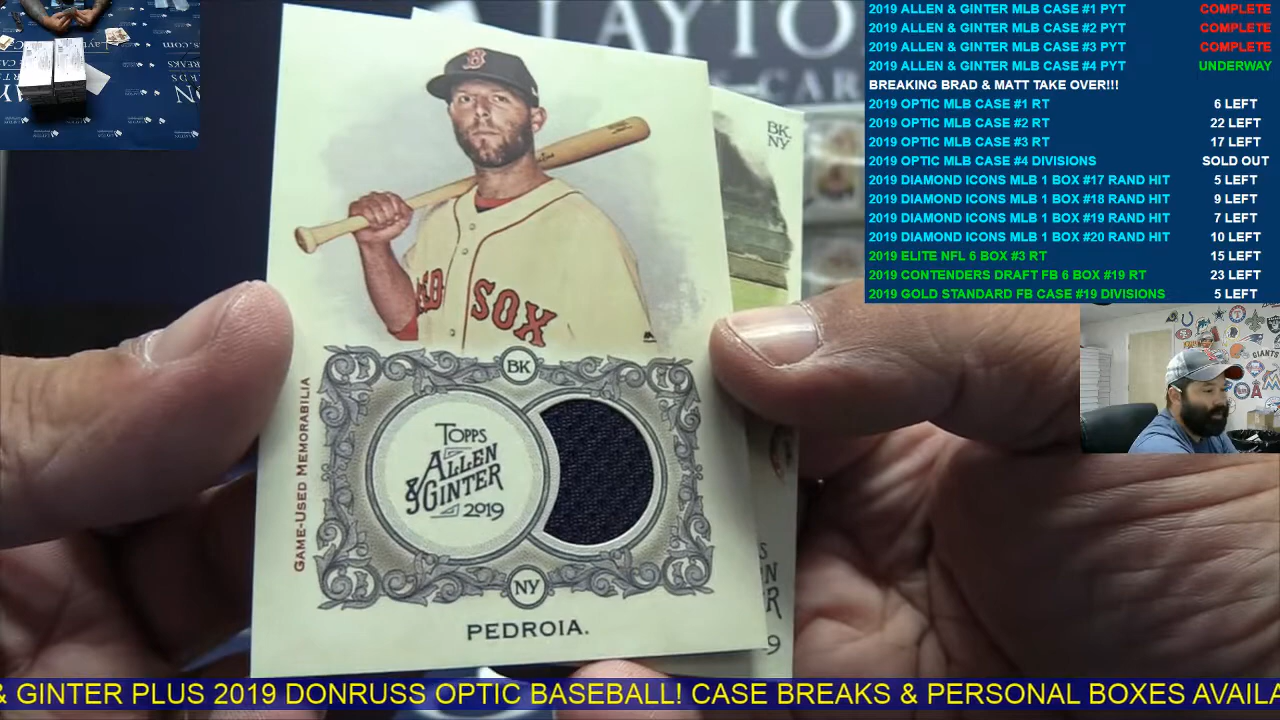 LAYTO
CAR
2019 ALLEN & GINTER MLB CASE #1 PYT COMPLETE
2019 ALLEN & GINTER MLB CASE #2 PYT COMPLETE
2019 ALLEN & GINTER MLB CASE #3 PYT COMPLETE
2019 ALLEN & GINTER MLB CASE #4 PYT UNDERWAY
BREAKING BRAD & MATT TAKE OVER!!!
2019 OPTIC MLB CASE #1 RT 6 LEFT
2019 OPTIC MLB CASE #2 RT 22 LEFT
2019 OPTIC MLB CASE #3 RT 17 LEFT
2019 OPTIC MLB CASE #4 DIVISIONS SOLD OUT
2019 DIAMOND ICONS MLB 1 BOX #17 RAND HIT 5 LEFT
2019 DIAMOND ICONS MLB 1 BOX #18 RAND HIT 9 LEFT
2019 DIAMOND ICONS MLB 1 BOX #19 RAND HIT 7 LEFT
2019 DIAMOND ICONS MLB 1 BOX #20 RAND HIT 10 LEFT
2019 ELITE NFL 6 BOX #3 RT 15 LEFT
2019 CONTENDERS DRAFT FB 6 BOX #19 RT 23 LEFT
2019 GOLD STANDARD FB CASE #19 DIVISIONS 5 LEFT
B
BK.
NY
RED SOX
GIANTS
BK
GAME-USED MEMORABILIA
TOPPS
ALLEN
& GINTER
2019
NY
PEDROIA.
& GINTER PLUS 2019 DONRUSS OPTIC BASEBALL! CASE BREAKS & PERSONAL BOXES AVAILA